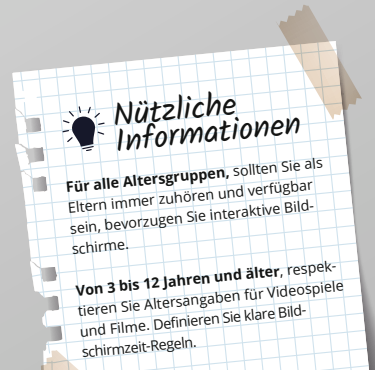 Nützliche
Informationen
Für alle Altersgruppen, sollten Sie als
Eltern immer zuhören und verfügbar
sein, bevorzugen Sie interaktive Bild-
schirme.
Von 3 bis 12 Jahren und älter, respek-
tieren Sie Altersangaben für Videospiele
und Filme. Definieren Sie klare Bild-
schirmzeit-Regeln.